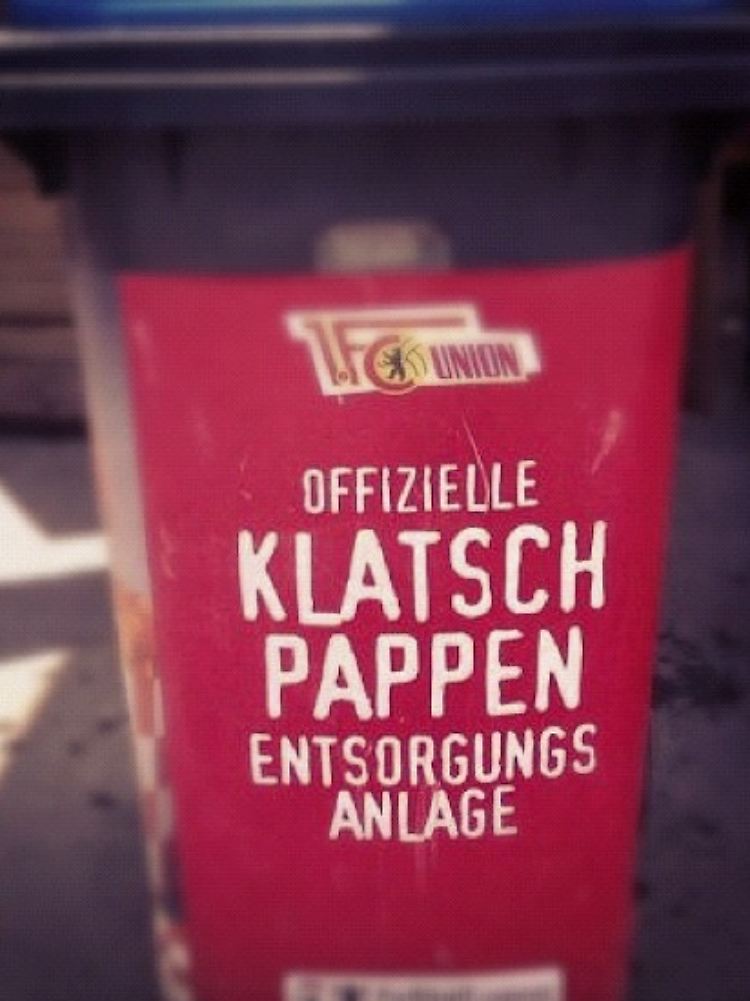 1.FC UNION
OFFIZIELLE
KLATSCH
PAPPEN
ENTSORGUNGS
ANLAGE